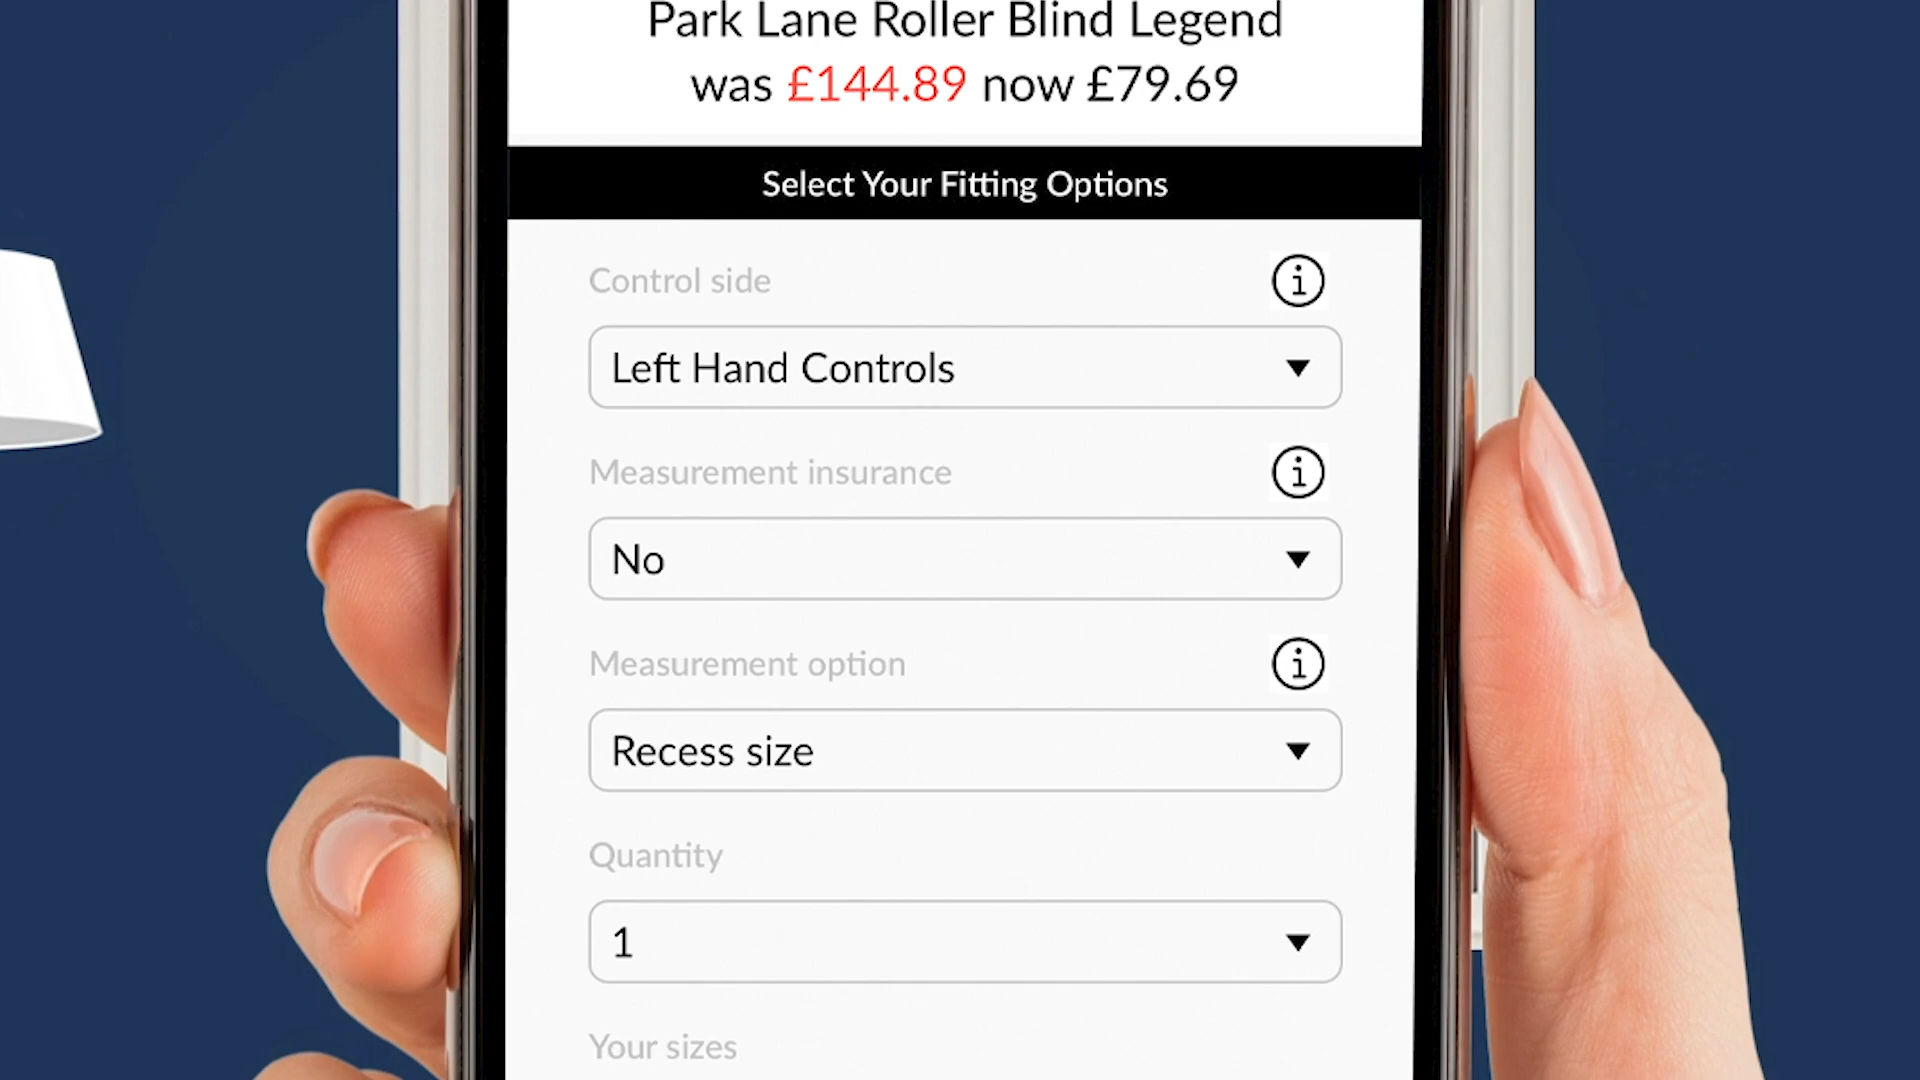 Park Lane Roller Blind Legend
was £144.89 now £79.69
Select Your Fitting Options
Control side
Left Hand Controls
Measurement insurance
No
Measurement option
Recess size
Quantity
1
Your sizes